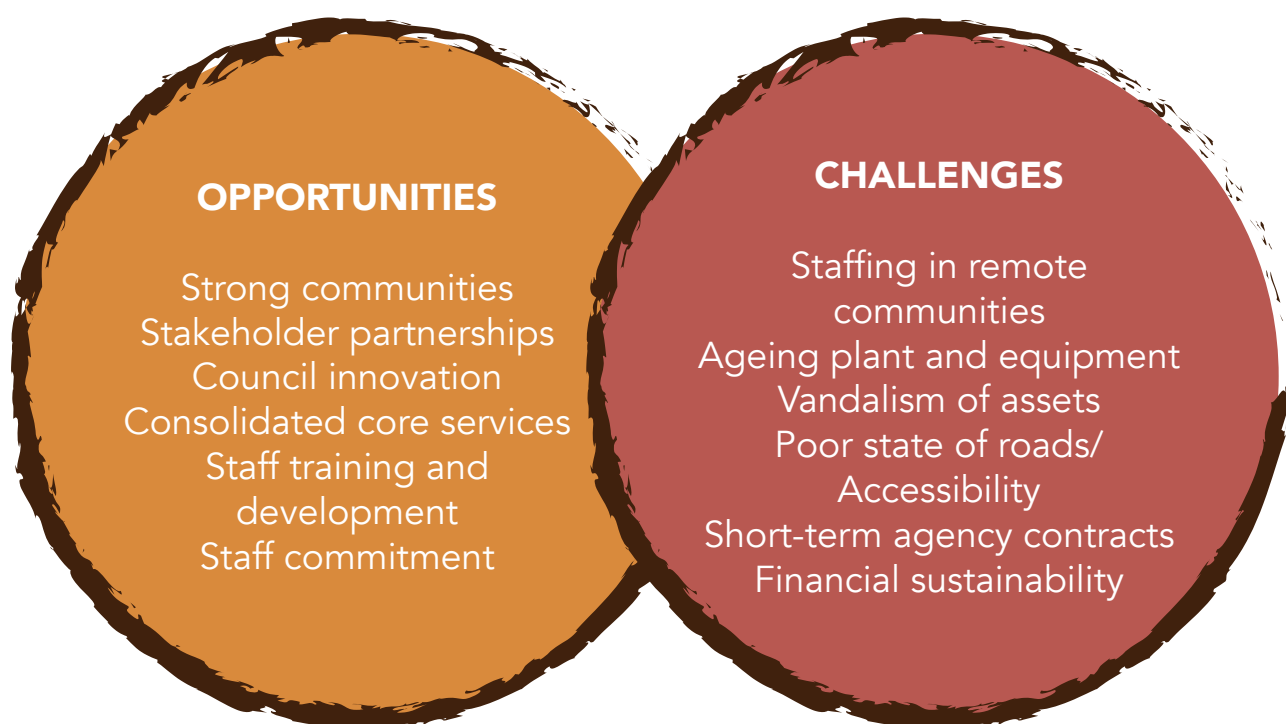 OPPORTUNITIES
Strong communities
Stakeholder partnerships
Council innovation
Consolidated core services
Staff training and
development
Staff commitment
CHALLENGES
Staffing in remote
communities
Ageing plant and equipment
Vandalism of assets
Poor state of roads/
Accessibility
Short-term agency contracts
Financial sustainability